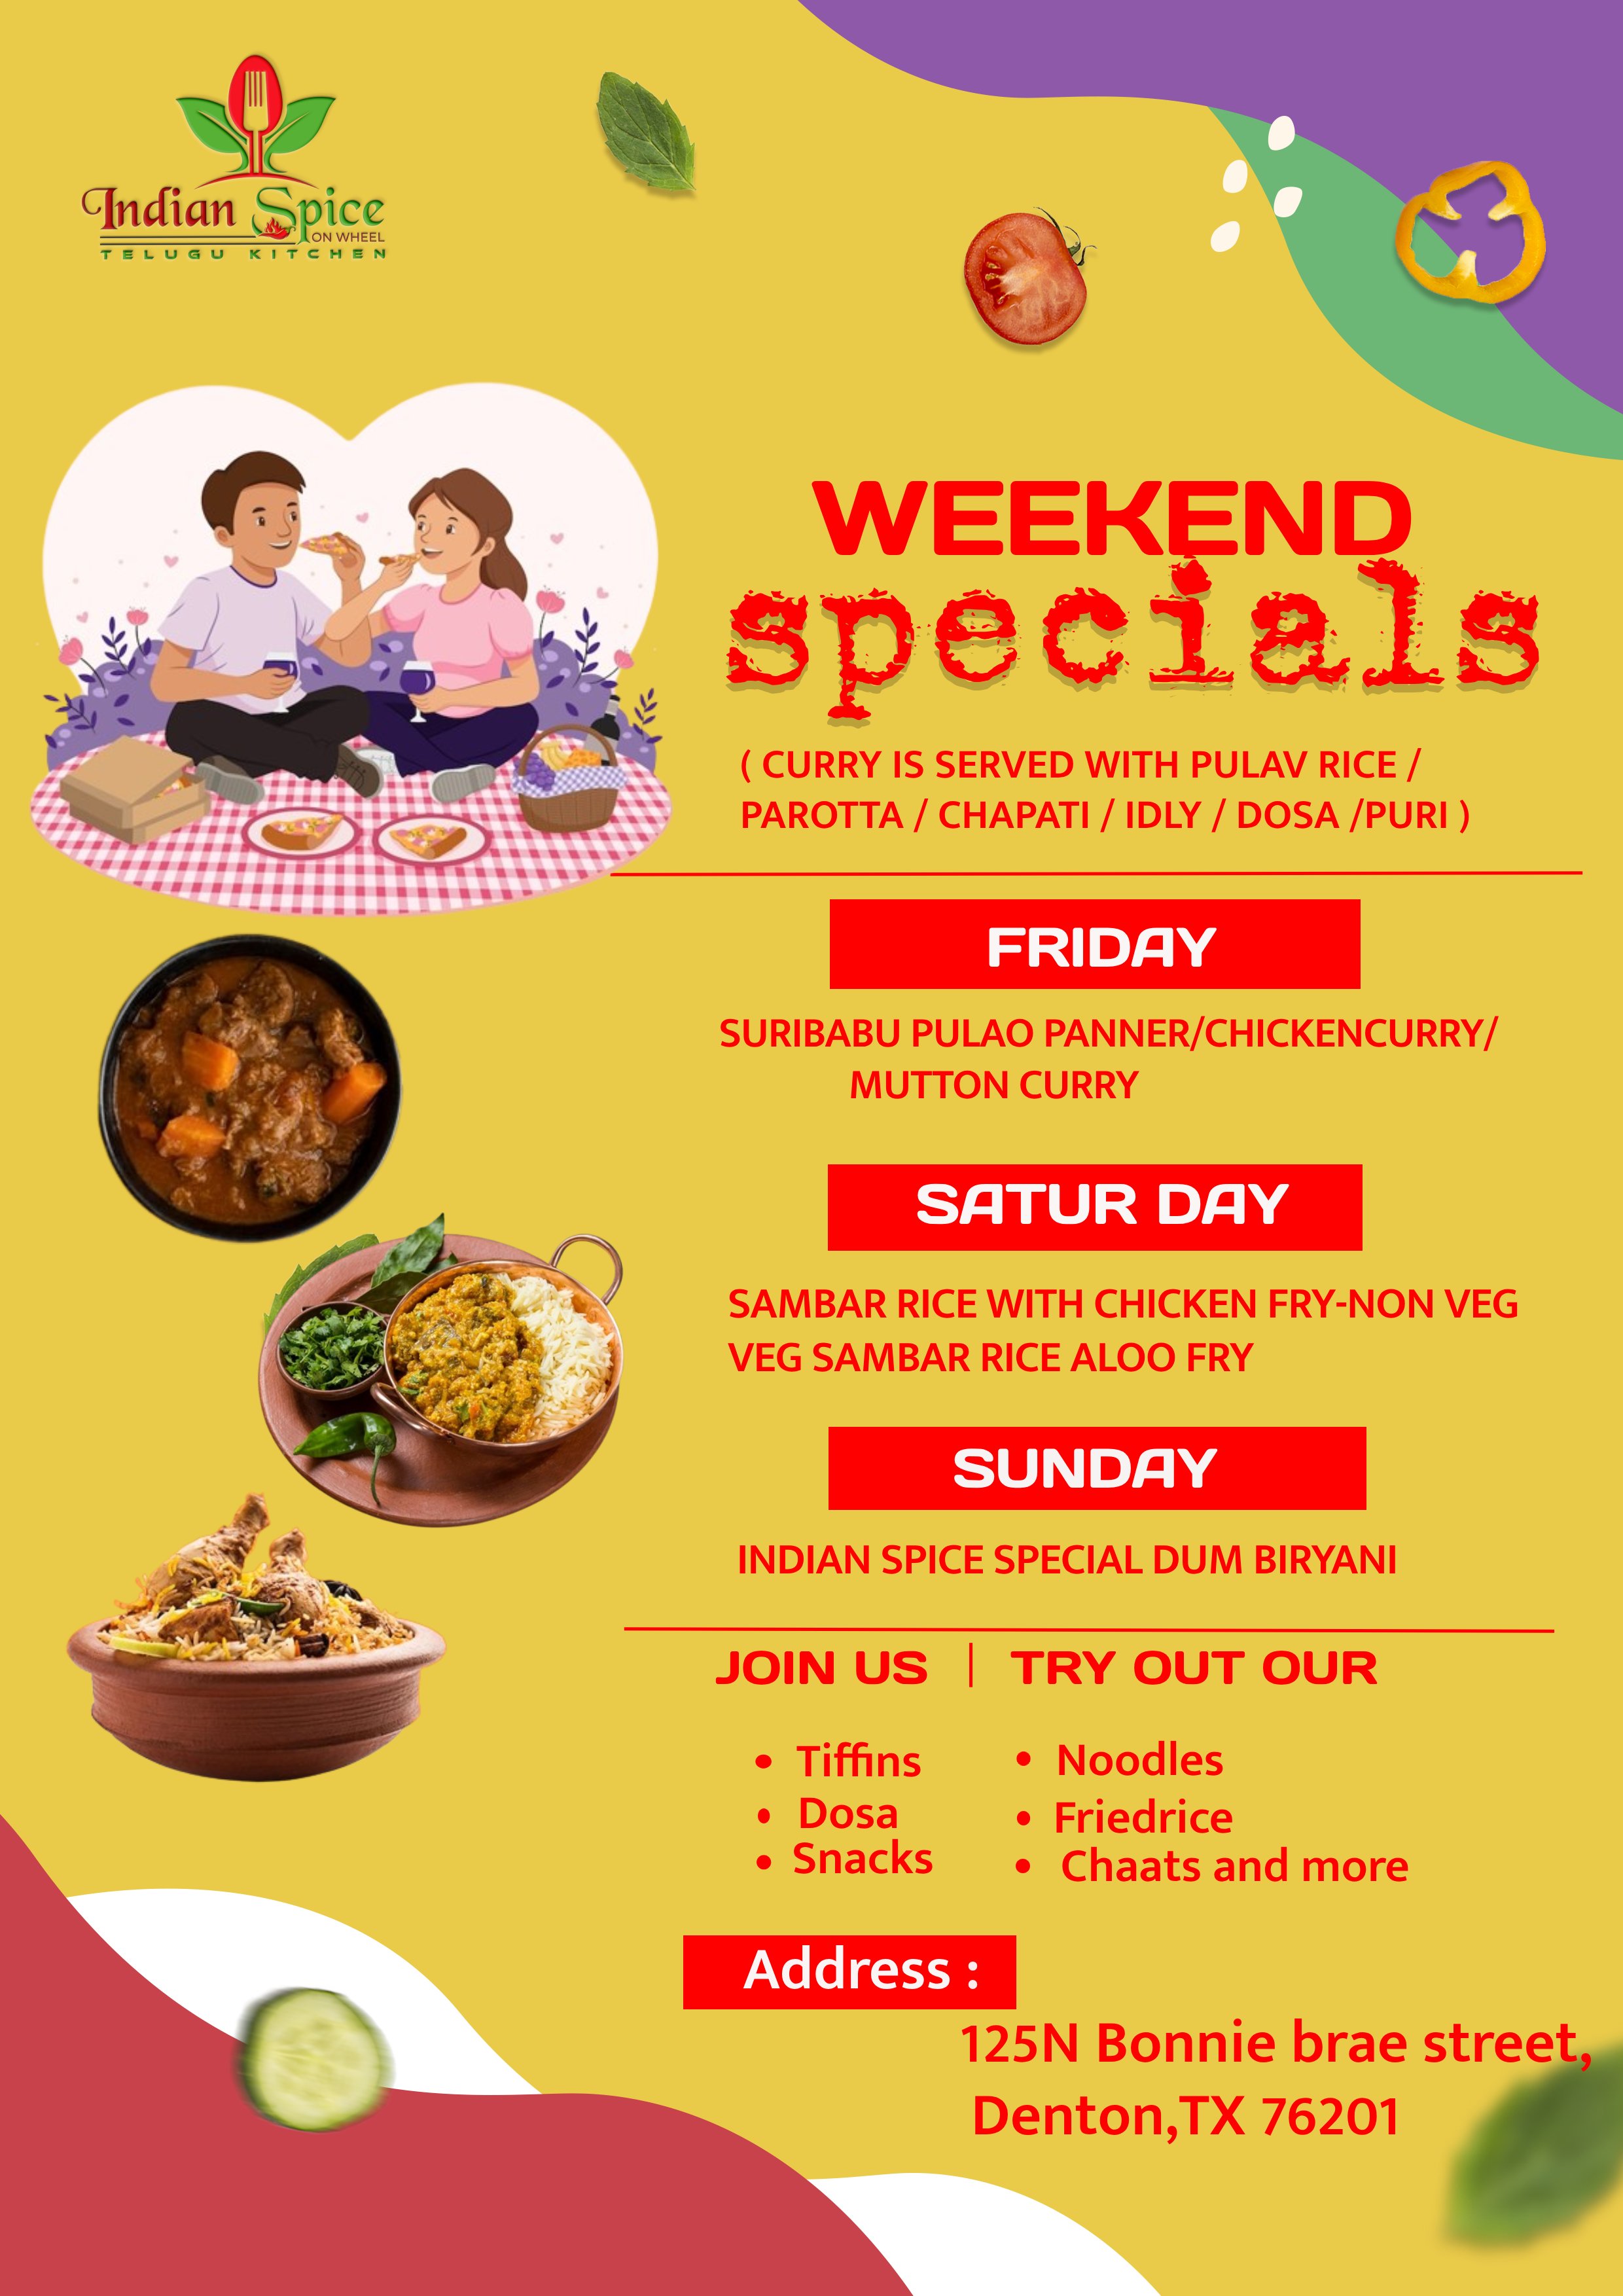 Indian Spice
ON WHEEL
TELUGU KITCHEN
WEEKEND
specials
( CURRY IS SERVED WITH PULAV RICE /
PAROTTA / CHAPATI / IDLY / DOSA /PURI )
FRIDAY
SURIBABU PULAO PANNER/CHICKENCURRY/
MUTTON CURRY
SATUR DAY
SAMBAR RICE WITH CHICKEN FRY-NON VEG
VEG SAMBAR RICE ALOO FRY
SUNDAY
INDIAN SPICE SPECIAL DUM BIRYANI
JOIN US | TRY OUT OUR
• Tiffins
• Dosa
• Snacks
• Noodles
• Friedrice
• Chaats and more
Address :
125N Bonnie brae street,
Denton,TX 76201